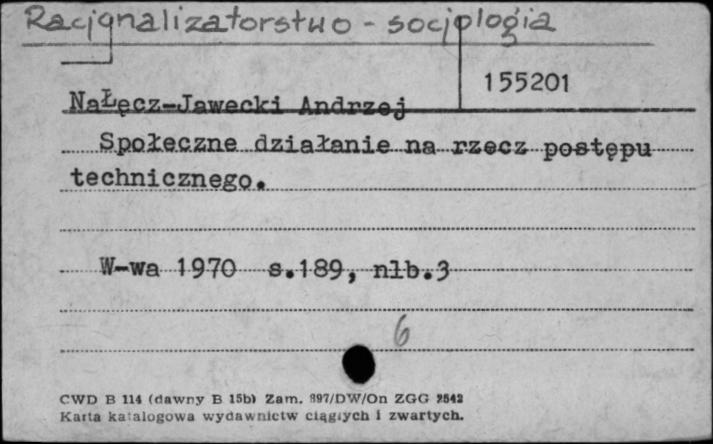 Racjonalizatorstwo - socjologia
155201
Nałęcz-Jawecki Andrzej
Społeczne działanie na rzecz postępu
technicznego.
W-wa 1970 s.189, nlb.3
6
CWD B 114 (dawny B 15b) Zam. 397/DW/On ZGG 2542
Karta katalogowa wydawnictw ciągłych i zwartych.